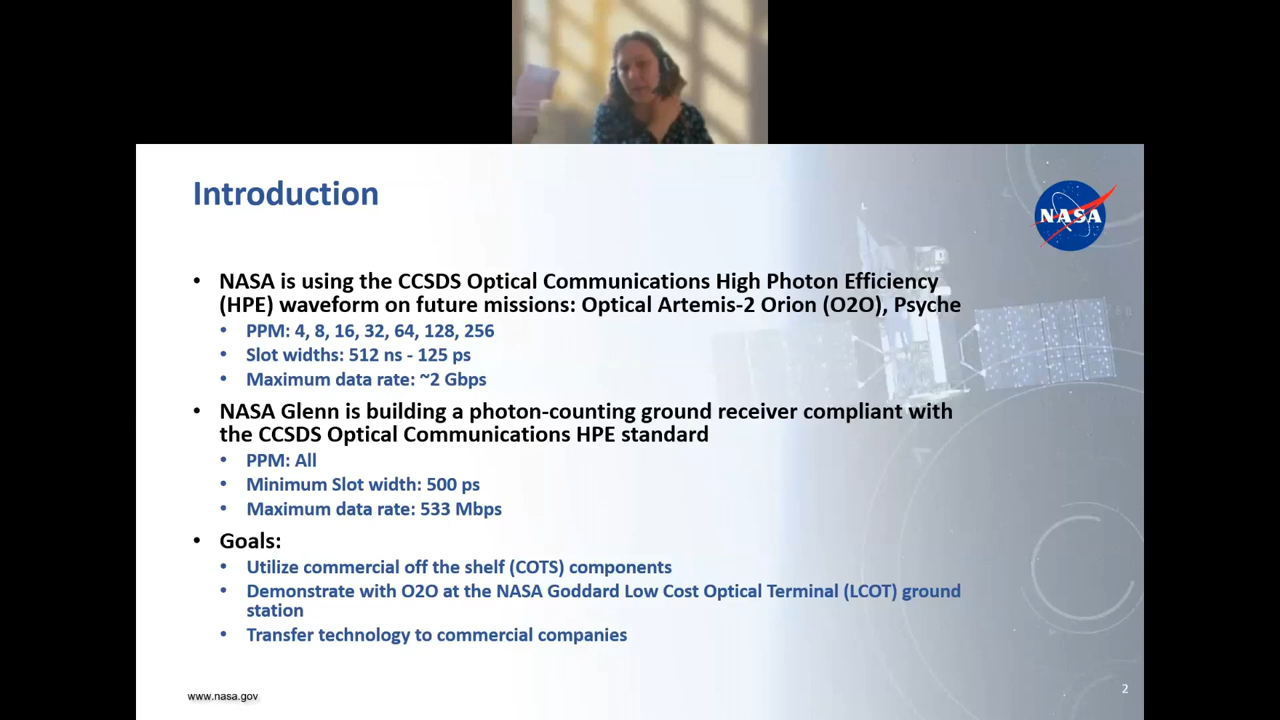 Introduction
NASA
• NASA is using the CCSDS Optical Communications High Photon Efficiency
(HPE) waveform on future missions: Optical Artemis-2 Orion (O2O), Psyche
• PPM: 4, 8, 16, 32, 64, 128, 256
• Slot widths: 512 ns - 125 ps
• Maximum data rate: ~2 Gbps
• NASA Glenn is building a photon-counting ground receiver compliant with
the CCSDS Optical Communications HPE standard
• PPM: All
• Minimum Slot width: 500 ps
• Maximum data rate: 533 Mbps
• Goals:
• Utilize commercial off the shelf (COTS) components
• Demonstrate with O2O at the NASA Goddard Low Cost Optical Terminal (LCOT) ground
station
• Transfer technology to commercial companies
www.nasa.gov
2